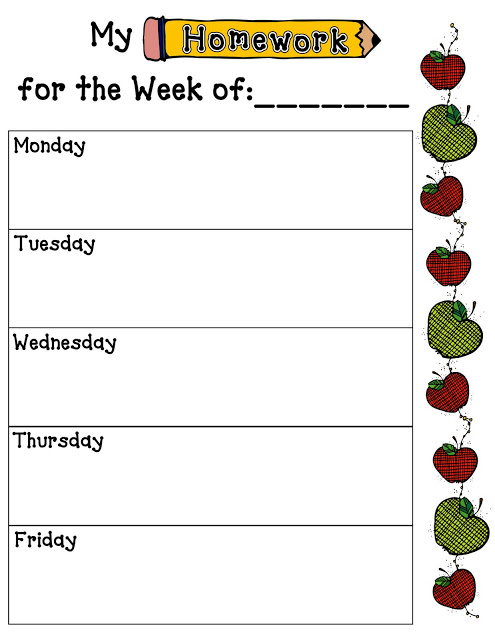 My Homework
for the Week of:_______
Monday
Tuesday
Wednesday
Thursday
Friday